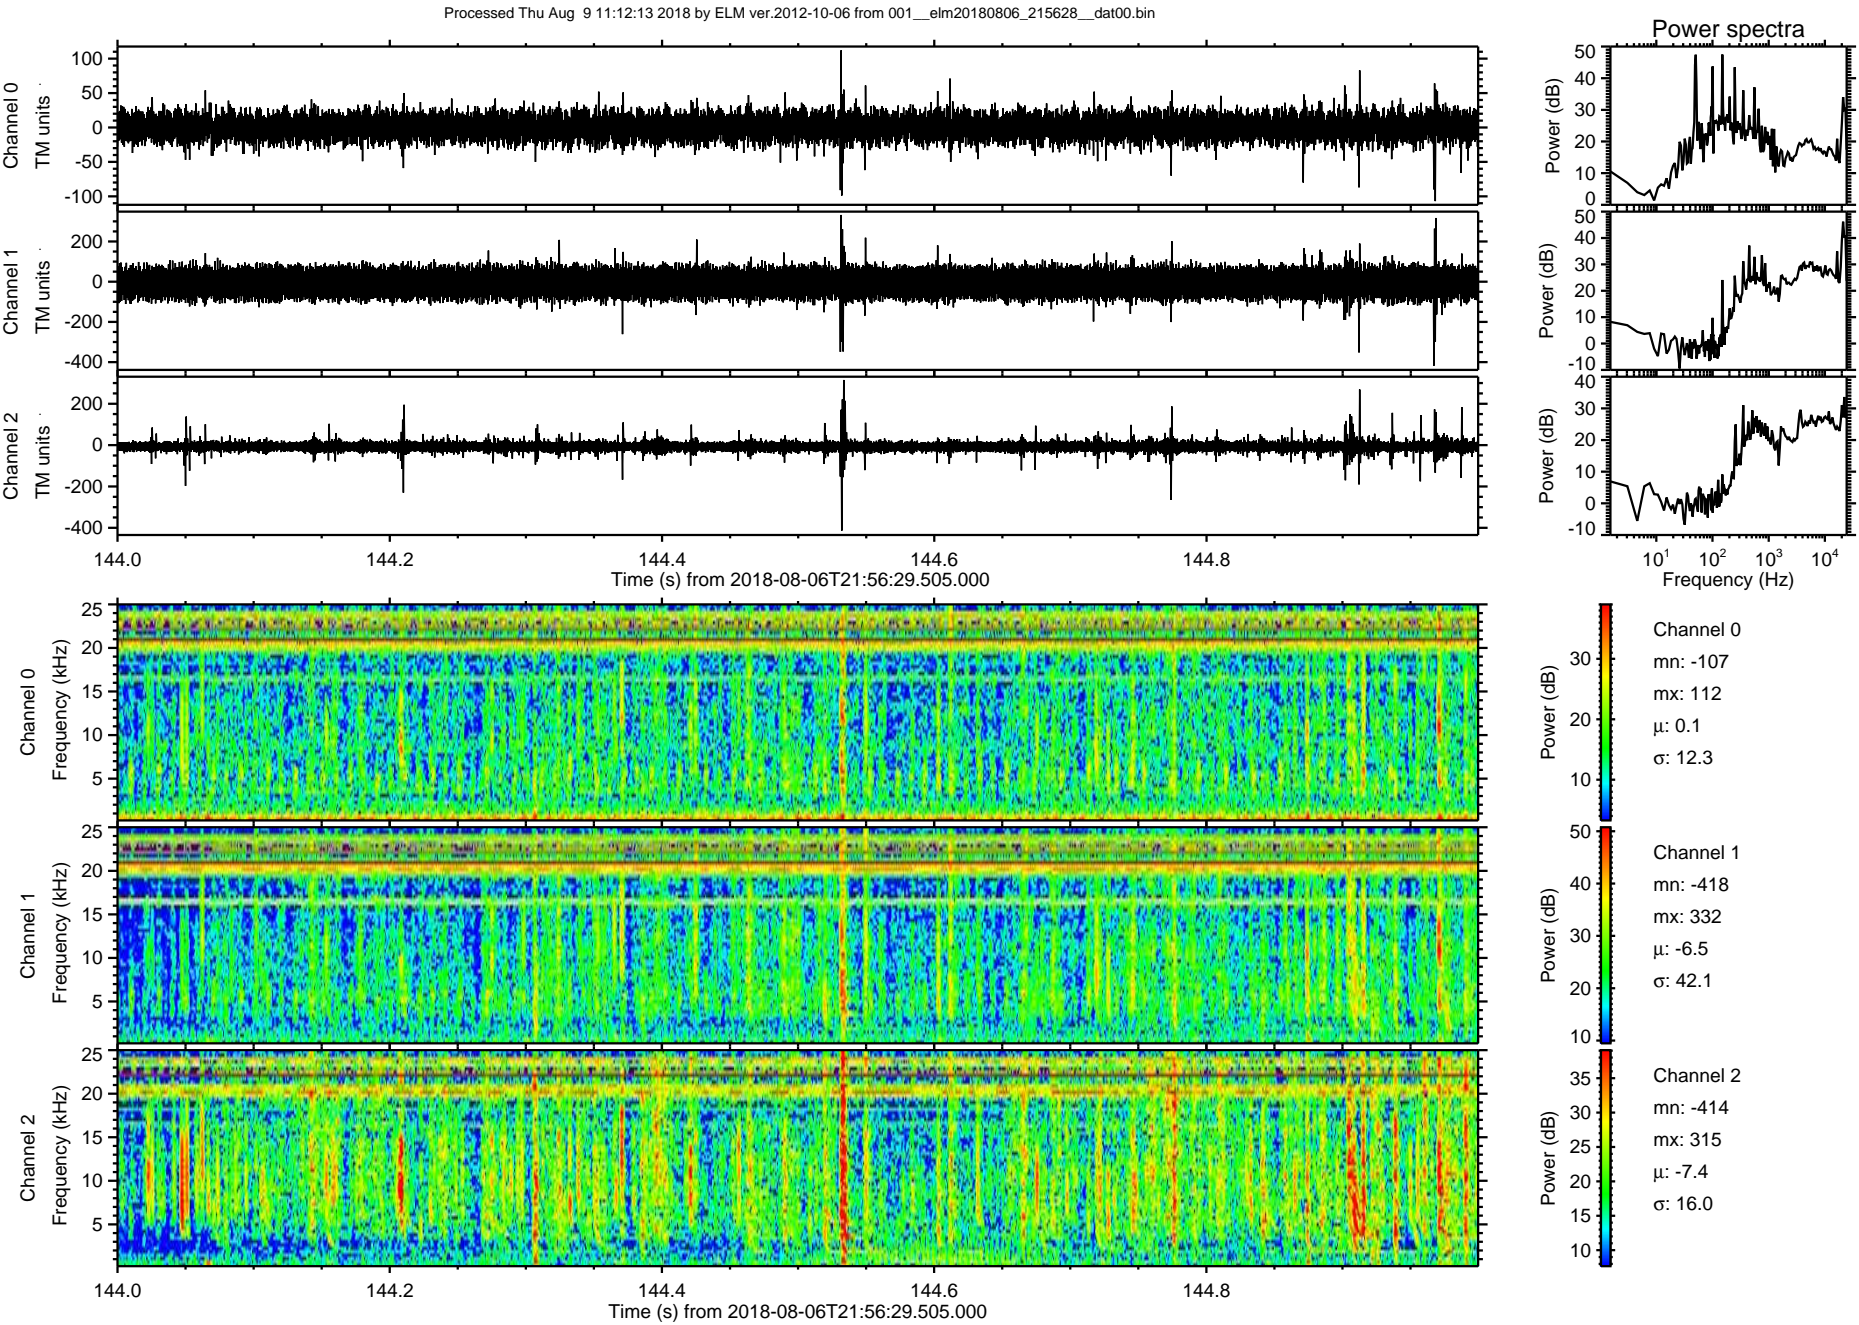 Processed Thu Aug  9 11:12:13 2018 by ELM ver.2012-10-06 from 001__elm20180806_215628__dat00.bin
Power spectra
Channel 0
TM units
100
50
0
-50
-100
Power (dB)
50
40
30
20
10
0
Channel 1
TM units
200
0
-200
-400
Power (dB)
50
40
30
20
10
0
-10
Channel 2
TM units
200
0
-200
-400
Power (dB)
40
30
20
10
0
-10
144.0 144.2 144.4 144.6 144.8
Time (s) from 2018-08-06T21:56:29.505.000
10^1 10^2 10^3 10^4
Frequency (Hz)
Channel 0
Frequency (kHz)
25
20
15
10
5
Power (dB)
30
20
10
Channel 0
mn: -107
mx: 112
μ: 0.1
σ: 12.3
Channel 1
Frequency (kHz)
25
20
15
10
5
Power (dB)
50
40
30
20
10
Channel 1
mn: -418
mx: 332
μ: -6.5
σ: 42.1
Channel 2
Frequency (kHz)
25
20
15
10
5
Power (dB)
35
30
25
20
15
10
Channel 2
mn: -414
mx: 315
μ: -7.4
σ: 16.0
144.0 144.2 144.4 144.6 144.8
Time (s) from 2018-08-06T21:56:29.505.000